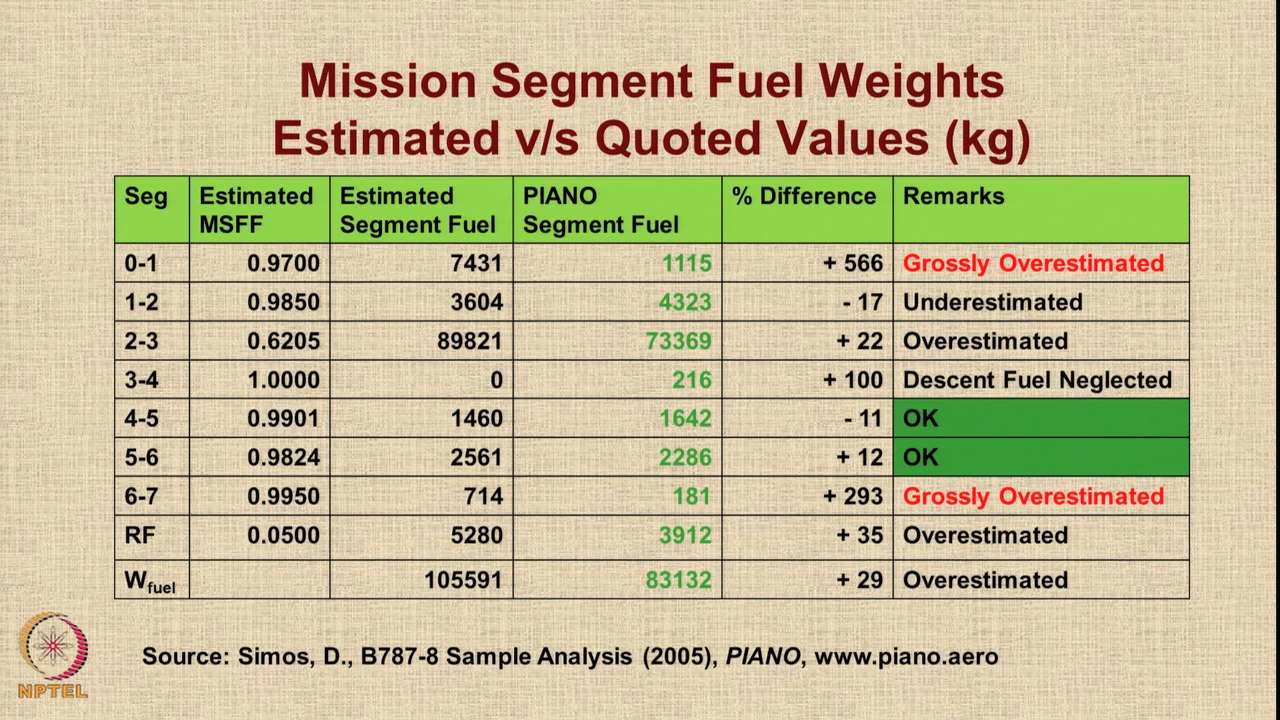 Mission Segment Fuel Weights
Estimated v/s Quoted Values (kg)
Seg Estimated MSFF Estimated Segment Fuel PIANO Segment Fuel % Difference Remarks
0-1 0.9700 7431 1115 + 566 Grossly Overestimated
1-2 0.9850 3604 4323 - 17 Underestimated
2-3 0.6205 89821 73369 + 22 Overestimated
3-4 1.0000 0 216 + 100 Descent Fuel Neglected
4-5 0.9901 1460 1642 - 11 OK
5-6 0.9824 2561 2286 + 12 OK
6-7 0.9950 714 181 + 293 Grossly Overestimated
RF 0.0500 5280 3912 + 35 Overestimated
Wfuel 105591 83132 + 29 Overestimated
Source: Simos, D., B787-8 Sample Analysis (2005), PIANO, www.piano.aero
NPTEL